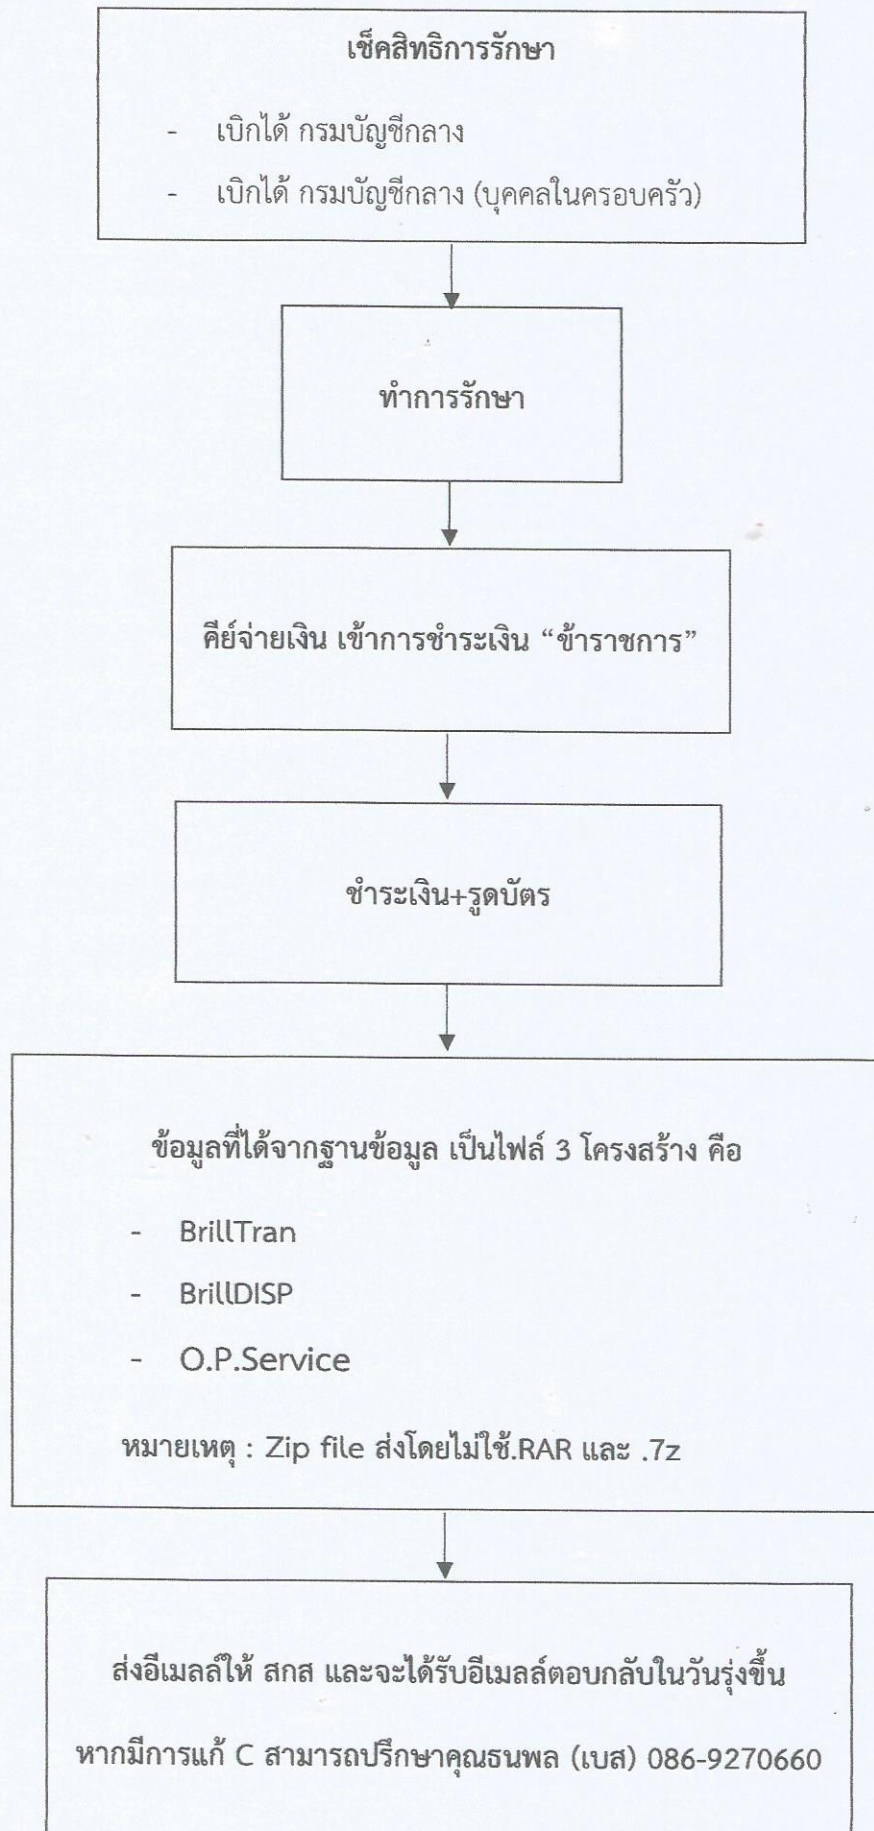 เช็คสิทธิการรักษา
- เบิกได้ กรมบัญชีกลาง
- เบิกได้ กรมบัญชีกลาง (บุคคลในครอบครัว)
ทำการรักษา
คีย์จ่ายเงิน เข้าการชำระเงิน “ข้าราชการ”
ชำระเงิน+รูดบัตร
ข้อมูลที่ได้จากฐานข้อมูล เป็นไฟล์ 3 โครงสร้าง คือ
- BrillTran
- BrillDISP
- O.P.Service
หมายเหตุ : Zip file ส่งโดยไม่ใช้.RAR และ .7z
ส่งอีเมลล์ให้ สกส และจะได้รับอีเมลล์ตอบกลับในวันรุ่งขึ้น
หากมีการแก้ C สามารถปรึกษาคุณธนพล (เบส) 086-9270660